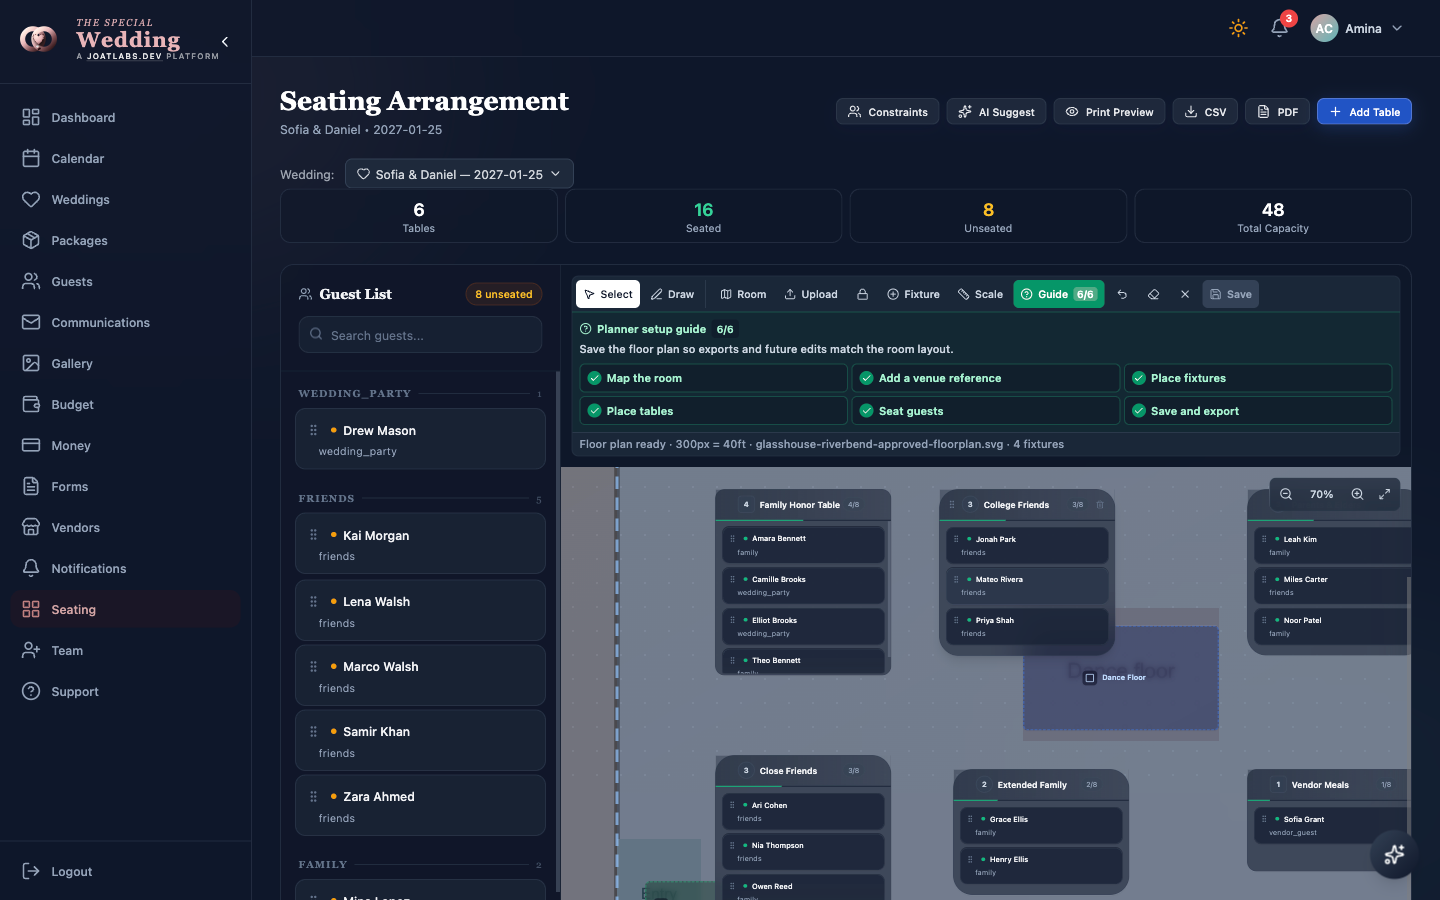 THE SPECIAL
Wedding
A JOATLABS.DEV PLATFORM
3
AC
Amina
Dashboard
Calendar
Weddings
Packages
Guests
Communications
Gallery
Budget
Money
Forms
Vendors
Notifications
Seating
Team
Support
Logout
Seating Arrangement
Sofia & Daniel • 2027-01-25
Constraints
AI Suggest
Print Preview
CSV
PDF
Add Table
Wedding:
Sofia & Daniel — 2027-01-25
6
Tables
16
Seated
8
Unseated
48
Total Capacity
Guest List
8 unseated
Search guests...
WEDDING_PARTY
1
Drew Mason
wedding_party
FRIENDS
5
Kai Morgan
friends
Lena Walsh
friends
Marco Walsh
friends
Samir Khan
friends
Zara Ahmed
friends
FAMILY
2
Select
Draw
Room
Upload
Fixture
Scale
Guide 6/6
Save
Planner setup guide 6/6
Save the floor plan so exports and future edits match the room layout.
Map the room
Add a venue reference
Place fixtures
Place tables
Seat guests
Save and export
Floor plan ready · 300px = 40ft · glasshouse-riverbend-approved-floorplan.svg · 4 fixtures
70%
4 Family Honor Table 4/8
Amara Bennett
family
Camille Brooks
wedding_party
Elliot Brooks
wedding_party
Theo Bennett
3 College Friends 3/8
Jonah Park
friends
Mateo Rivera
friends
Priya Shah
friends
Leah Kim
family
Miles Carter
friends
Noor Patel
family
Dance floor
Dance Floor
3 Close Friends 3/8
Ari Cohen
friends
Nia Thompson
friends
Owen Reed
2 Extended Family 2/8
Grace Ellis
family
Henry Ellis
family
1 Vendor Meals 1/8
Sofia Grant
vendor_guest
Entry